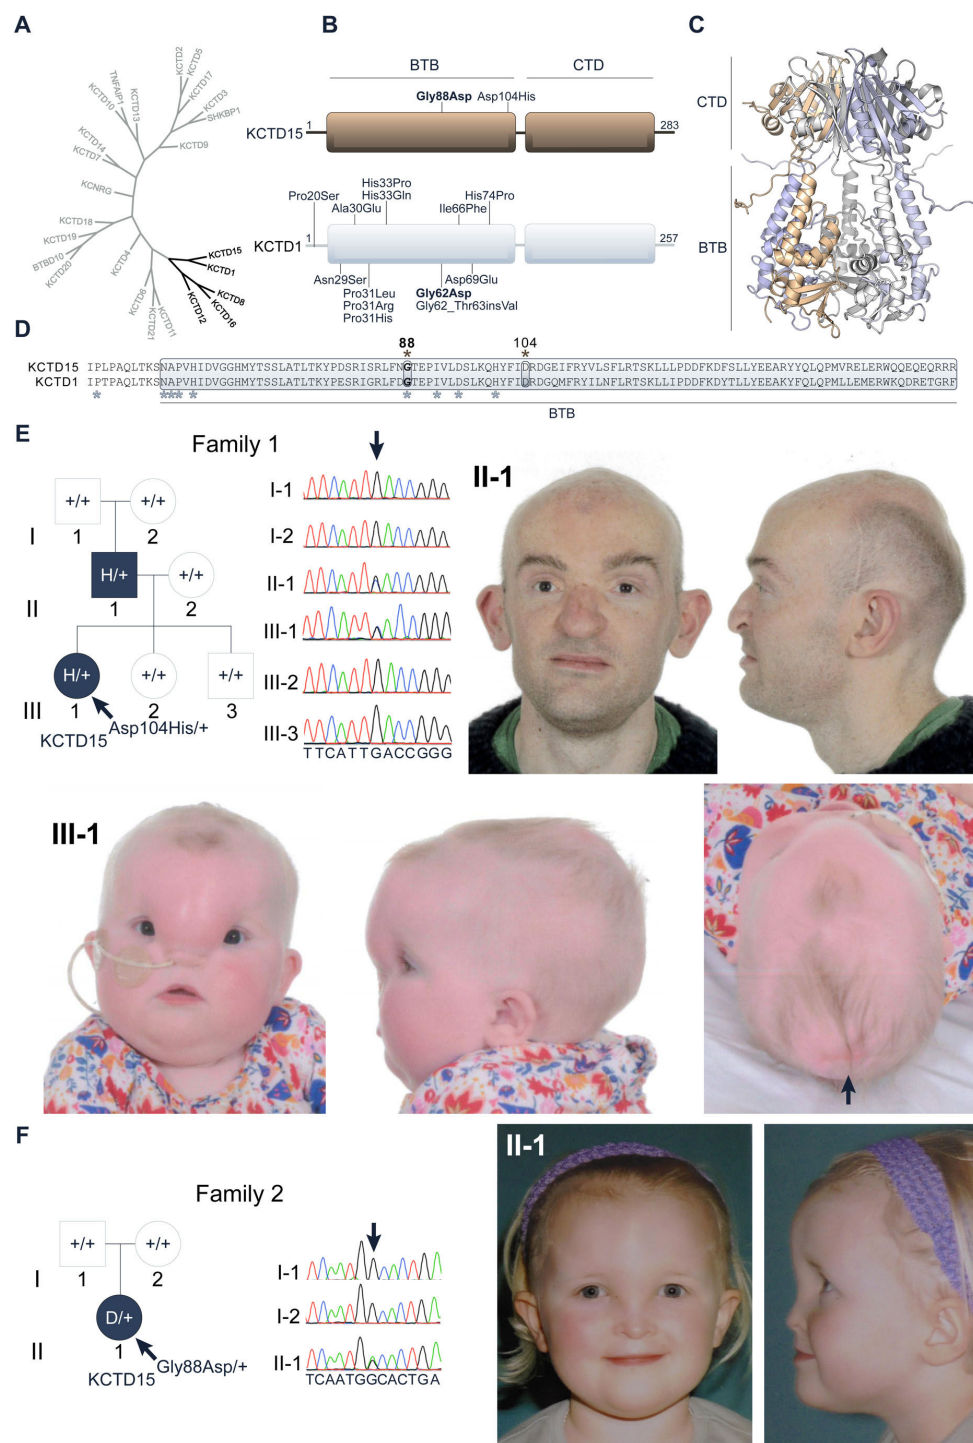 A
KCTD2
KCTD5
KCTD17
KCTD3
SHKBP1
KCTD9
TNFAIP1
KCTD10
KCTD13
KCTD14
KCTD7
KCNRG
KCTD18
KCTD19
BTBD10
KCTD20
KCTD4
KCTD6
KCTD21
KCTD11
KCTD12
KCTD16
KCTD8
KCTD1
KCTD15
B
BTB CTD
Gly88Asp Asp104His
KCTD15 1 283
His33Pro
Pro20Ser His33Gln His74Pro
Ala30Glu Ile66Phe
KCTD1 1 257
Asn29Ser Asp69Glu
Pro31Leu Gly62Asp
Pro31Arg Gly62_Thr63insVal
Pro31His
C
CTD
BTB
D
88 104
* *
KCTD15 IPLPAQLTKSNAPVHIDVGGHMYTSSLATLTKYPDSRISRLFNGTEPIVLDSLKQHYFIDRDGEIFRYVLSFLRTSKLLLPDDFKDFSLLYEEARYYQLQPMVRELERWQQEQEQRRR
KCTD1 IPTPAQLTKSNAPVHIDVGGHMYTSSLATLTKYPESRIGRLFDGTEPIVLDSLKQHYFIDRDGQMFRYILNFLRTSKLLIPDDFKDYTLLYEEAKYFQLQPMLLEMERWKQDRETGRF
* *** * * * * *
BTB
E
Family 1
+/+ +/+
I 1 2
H/+ +/+
II 1 2
H/+ +/+ +/+
III 1 2 3
Asp104His/+
KCTD15
I-1
I-2
II-1
III-1
III-2
III-3
TTCATTGACCGGG
II-1
III-1
F
Family 2
+/+ +/+
I 1 2
D/+
II 1
Gly88Asp/+
KCTD15
I-1
I-2
II-1
TCAATGGCACTGA
II-1